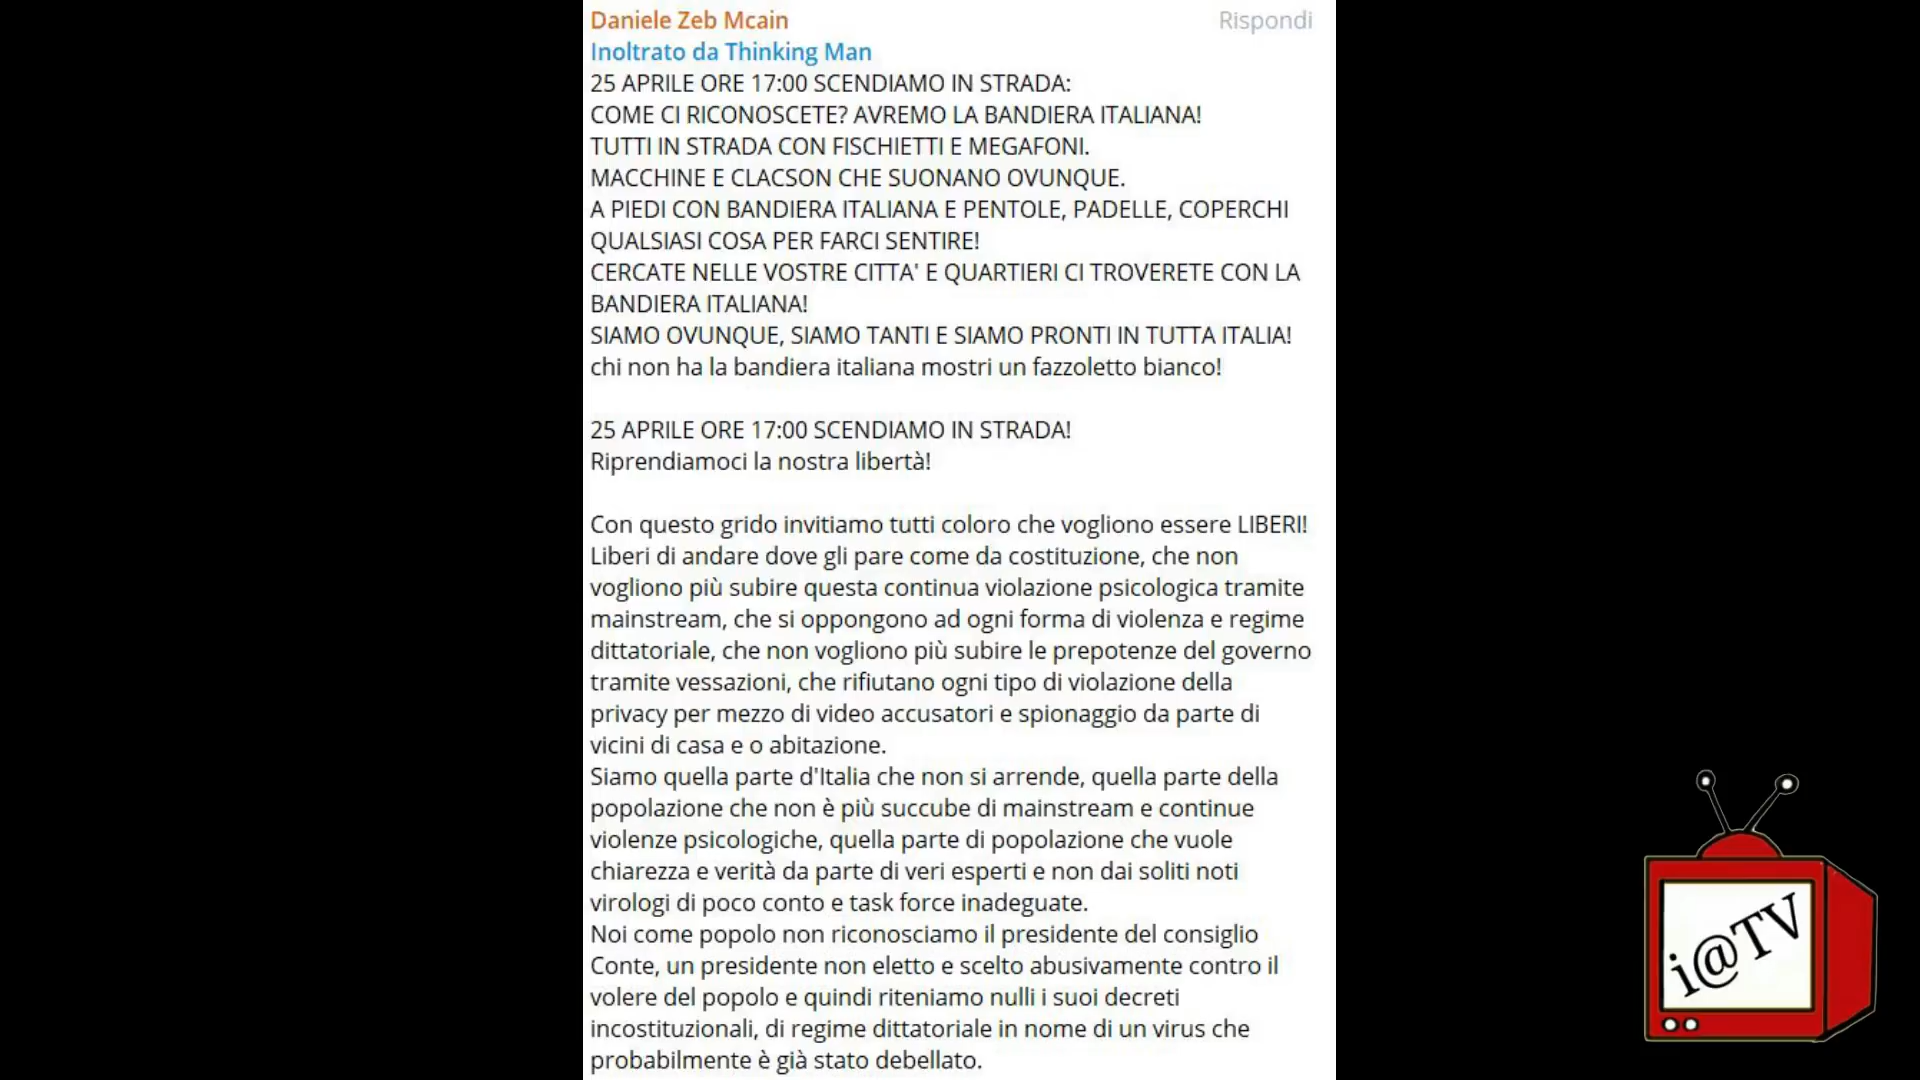 Daniele Zeb Mcain
Rispondi
Inoltrato da Thinking Man
25 APRILE ORE 17:00 SCENDIAMO IN STRADA:
COME CI RICONOSCETE? AVREMO LA BANDIERA ITALIANA!
TUTTI IN STRADA CON FISCHIETTI E MEGAFONI.
MACCHINE E CLACSON CHE SUONANO OVUNQUE.
A PIEDI CON BANDIERA ITALIANA E PENTOLE, PADELLE, COPERCHI
QUALSIASI COSA PER FARCI SENTIRE!
CERCATE NELLE VOSTRE CITTA' E QUARTIERI CI TROVERETE CON LA
BANDIERA ITALIANA!
SIAMO OVUNQUE, SIAMO TANTI E SIAMO PRONTI IN TUTTA ITALIA!
chi non ha la bandiera italiana mostri un fazzoletto bianco!
25 APRILE ORE 17:00 SCENDIAMO IN STRADA!
Riprendiamoci la nostra libertà!
Con questo grido invitiamo tutti coloro che vogliono essere LIBERI!
Liberi di andare dove gli pare come da costituzione, che non
vogliono più subire questa continua violazione psicologica tramite
mainstream, che si oppongono ad ogni forma di violenza e regime
dittatoriale, che non vogliono più subire le prepotenze del governo
tramite vessazioni, che rifiutano ogni tipo di violazione della
privacy per mezzo di video accusatori e spionaggio da parte di
vicini di casa e o abitazione.
Siamo quella parte d'Italia che non si arrende, quella parte della
popolazione che non è più succube di mainstream e continue
violenze psicologiche, quella parte di popolazione che vuole
chiarezza e verità da parte di veri esperti e non dai soliti noti
virologi di poco conto e task force inadeguate.
Noi come popolo non riconosciamo il presidente del consiglio
Conte, un presidente non eletto e scelto abusivamente contro il
volere del popolo e quindi riteniamo nulli i suoi decreti
incostituzionali, di regime dittatoriale in nome di un virus che
probabilmente è già stato debellato.
i@TV